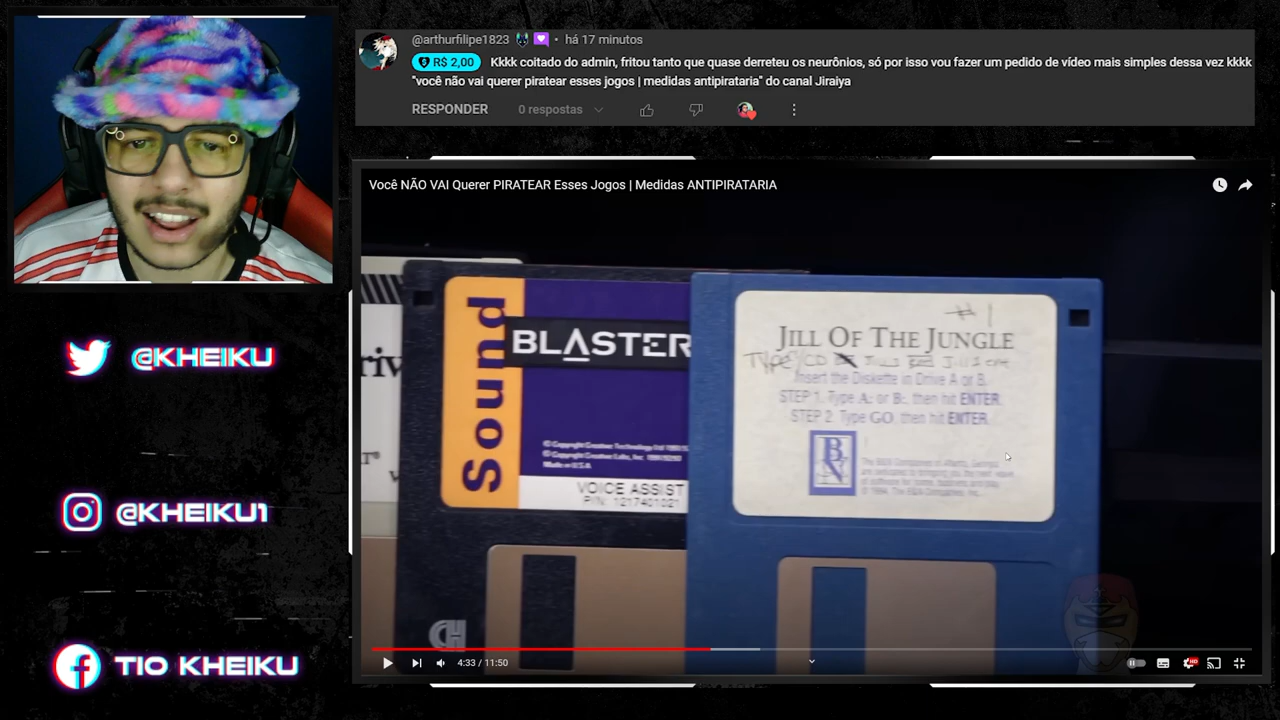 @arthurfilipe1823 • há 17 minutos
R$ 2,00 Kkkk coitado do admin, fritou tanto que quase derreteu os neurônios, só por isso vou fazer um pedido de vídeo mais simples dessa vez kkkk
"você não vai querer piratear esses jogos | medidas antipirataria" do canal Jiraiya
RESPONDER 0 respostas
Você NÃO VAI Querer PIRATEAR Esses Jogos | Medidas ANTIPIRATARIA
Sound
BLASTER
VOICE ASSIST
Made in U.S.A
# 1
JILL OF THE JUNGLE
Insert the Diskette in Drive A or B.
STEP 1. Type A: or B:, then hit ENTER
STEP 2. Type GO, then hit ENTER
@KHEIKU
@KHEIKU1
TIO KHEIKU
4:33 / 11:50
HD